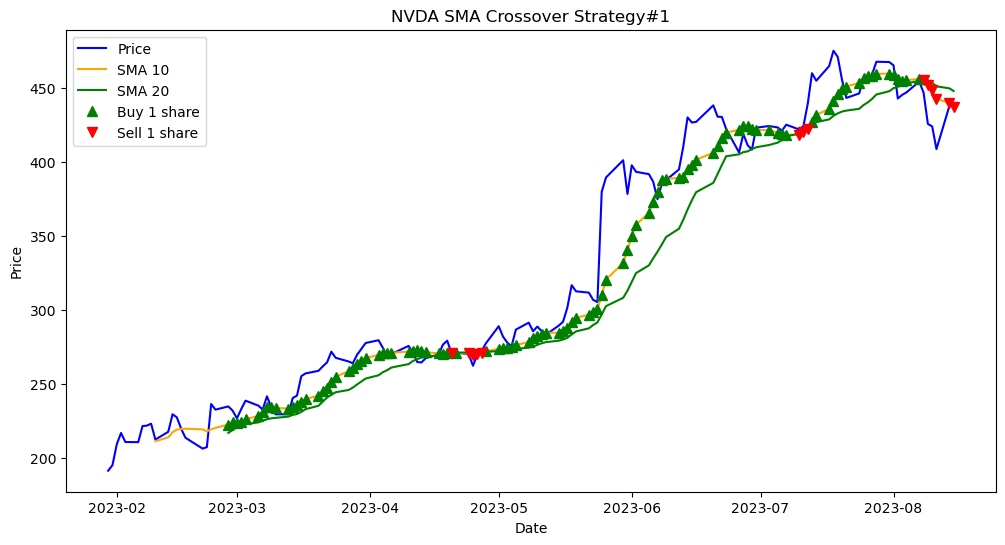 NVDA SMA Crossover Strategy#1
Price
SMA 10
SMA 20
Buy 1 share
Sell 1 share
450
400
350
300
250
200
Price
2023-02
2023-03
2023-04
2023-05
2023-06
2023-07
2023-08
Date